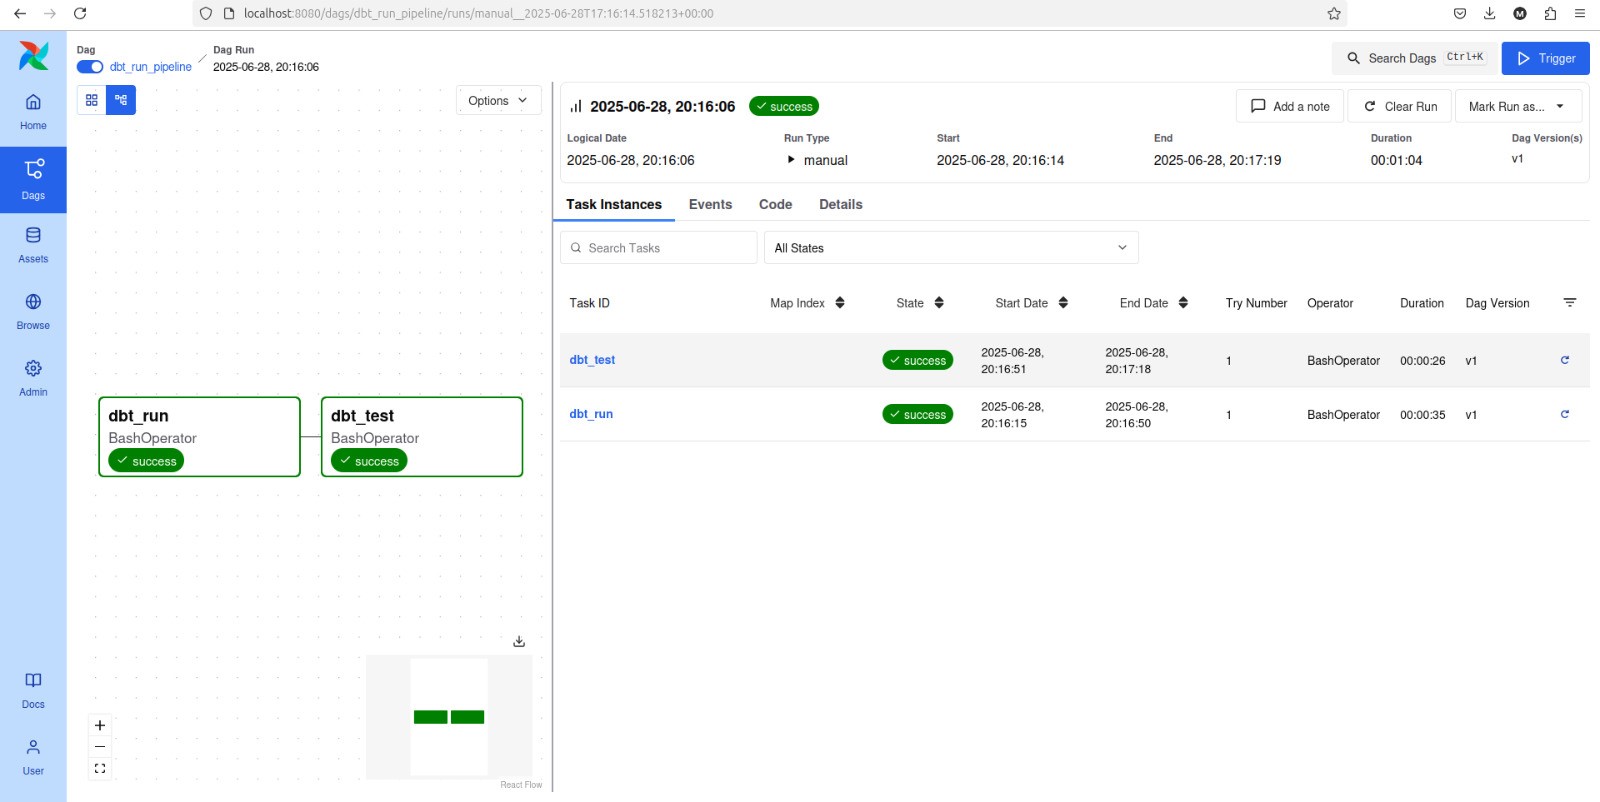 localhost:8080/dags/dbt_run_pipeline/runs/manual__2025-06-28T17:16:14.518213+00:00
M
Dag
dbt_run_pipeline
/
Dag Run
2025-06-28, 20:16:06
Search Dags Ctrl+K
Trigger
Home
Dags
Assets
Browse
Admin
Docs
User
Options
dbt_run
BashOperator
success
dbt_test
BashOperator
success
React Flow
2025-06-28, 20:16:06 success
Add a note
Clear Run
Mark Run as...
Logical Date Run Type Start End Duration Dag Version(s)
2025-06-28, 20:16:06 manual 2025-06-28, 20:16:14 2025-06-28, 20:17:19 00:01:04 v1
Task Instances Events Code Details
Search Tasks
All States
Task ID Map Index State Start Date End Date Try Number Operator Duration Dag Version
dbt_test success 2025-06-28, 20:16:51 2025-06-28, 20:17:18 1 BashOperator 00:00:26 v1
dbt_run success 2025-06-28, 20:16:15 2025-06-28, 20:16:50 1 BashOperator 00:00:35 v1